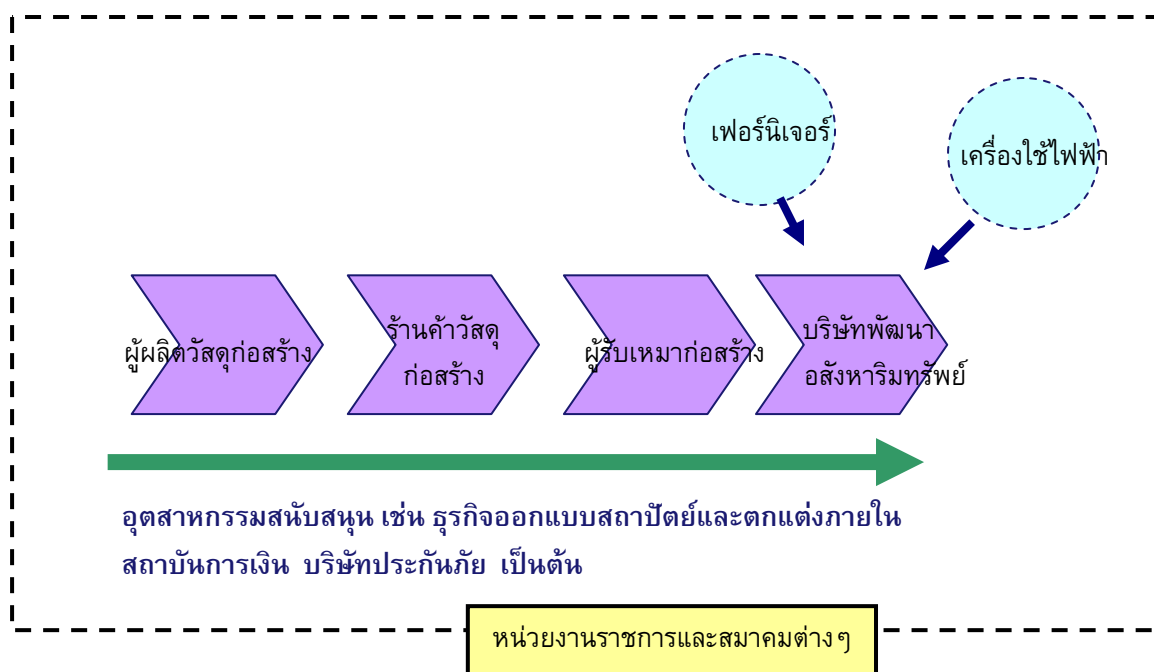 เฟอร์นิเจอร์
เครื่องใช้ไฟฟ้า
ผู้ผลิตวัสดุก่อสร้าง
ร้านค้าวัสดุ
ก่อสร้าง
ผู้รับเหมาก่อสร้าง
บริษัทพัฒนา
อสังหาริมทรัพย์
อุตสาหกรรมสนับสนุน เช่น ธุรกิจออกแบบสถาปัตย์และตกแต่งภายใน
สถาบันการเงิน บริษัทประกันภัย เป็นต้น
หน่วยงานราชการและสมาคมต่างๆ